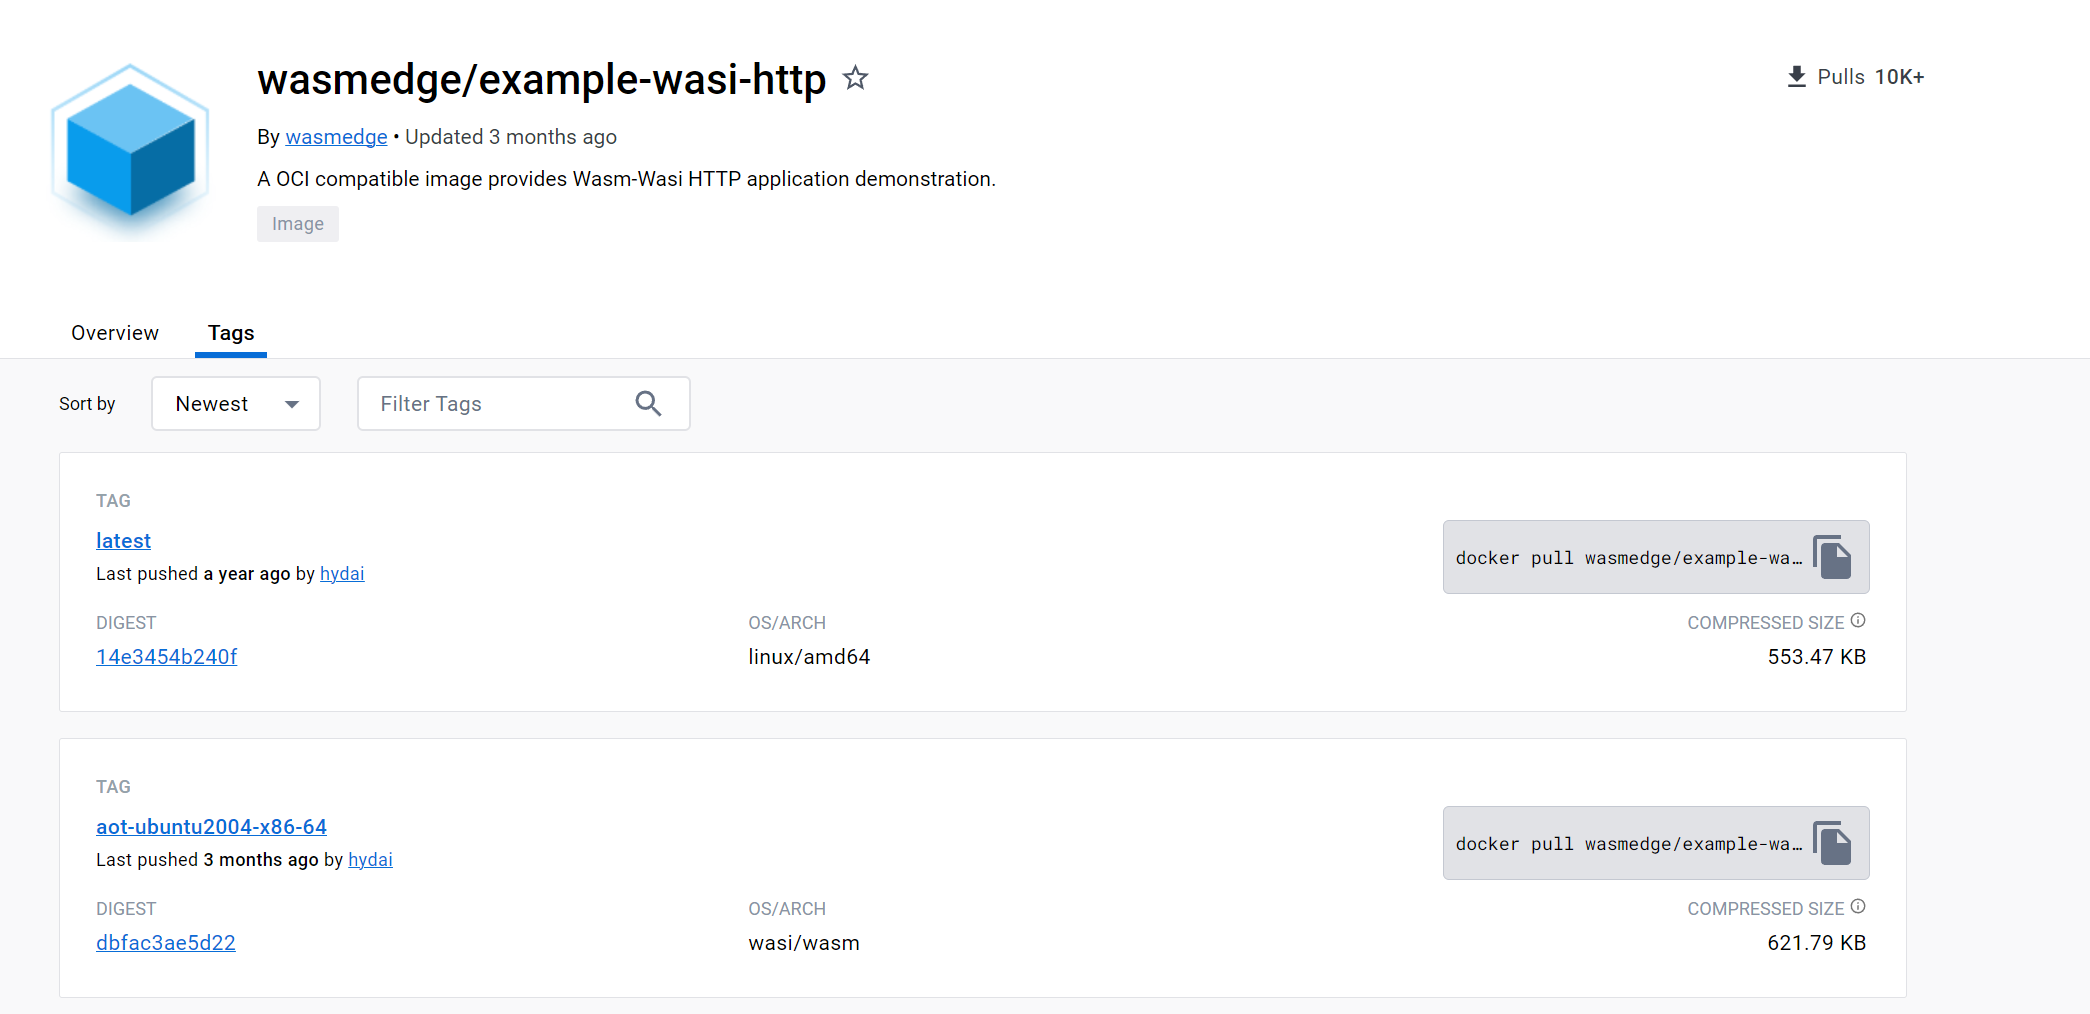 wasmedge/example-wasi-http
Pulls 10K+
By wasmedge • Updated 3 months ago
A OCI compatible image provides Wasm-Wasi HTTP application demonstration.
Image
Overview Tags
Sort by Newest Filter Tags
TAG
latest
Last pushed a year ago by hydai
docker pull wasmedge/example-wa…
DIGEST OS/ARCH COMPRESSED SIZE
14e3454b240f linux/amd64 553.47 KB
TAG
aot-ubuntu2004-x86-64
Last pushed 3 months ago by hydai
docker pull wasmedge/example-wa…
DIGEST OS/ARCH COMPRESSED SIZE
dbfac3ae5d22 wasi/wasm 621.79 KB